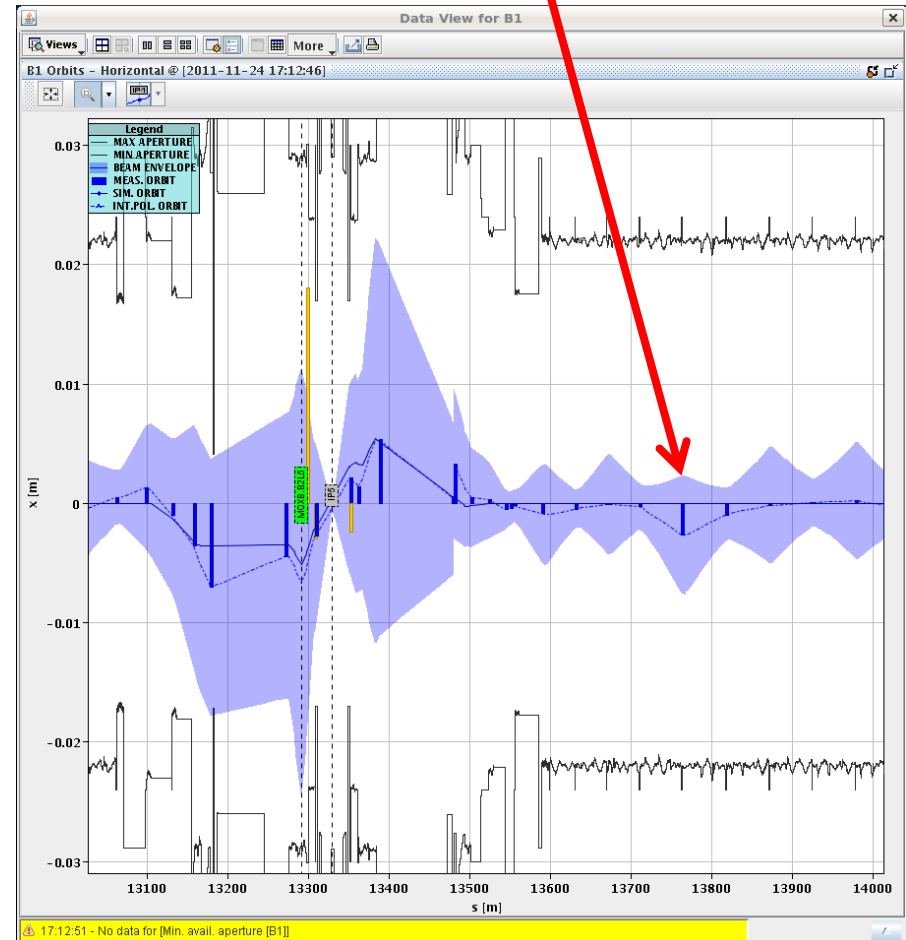 Data View for B1
Views More
B1 Orbits - Horizontal @ [2011-11-24 17:12:46]
IP4
Legend
MAX APERTURE
MIN.APERTURE
BEAM ENVELOPE
MEAS. ORBIT
SIM. ORBIT
INT.POL. ORBIT
0.03
0.02
0.01
0
-0.01
-0.02
-0.03
x [m]
MQXB B2L5
IP5
13100 13200 13300 13400 13500 13600 13700 13800 13900 14000
s [m]
17:12:51 - No data for [Min. avail. aperture [B1]]